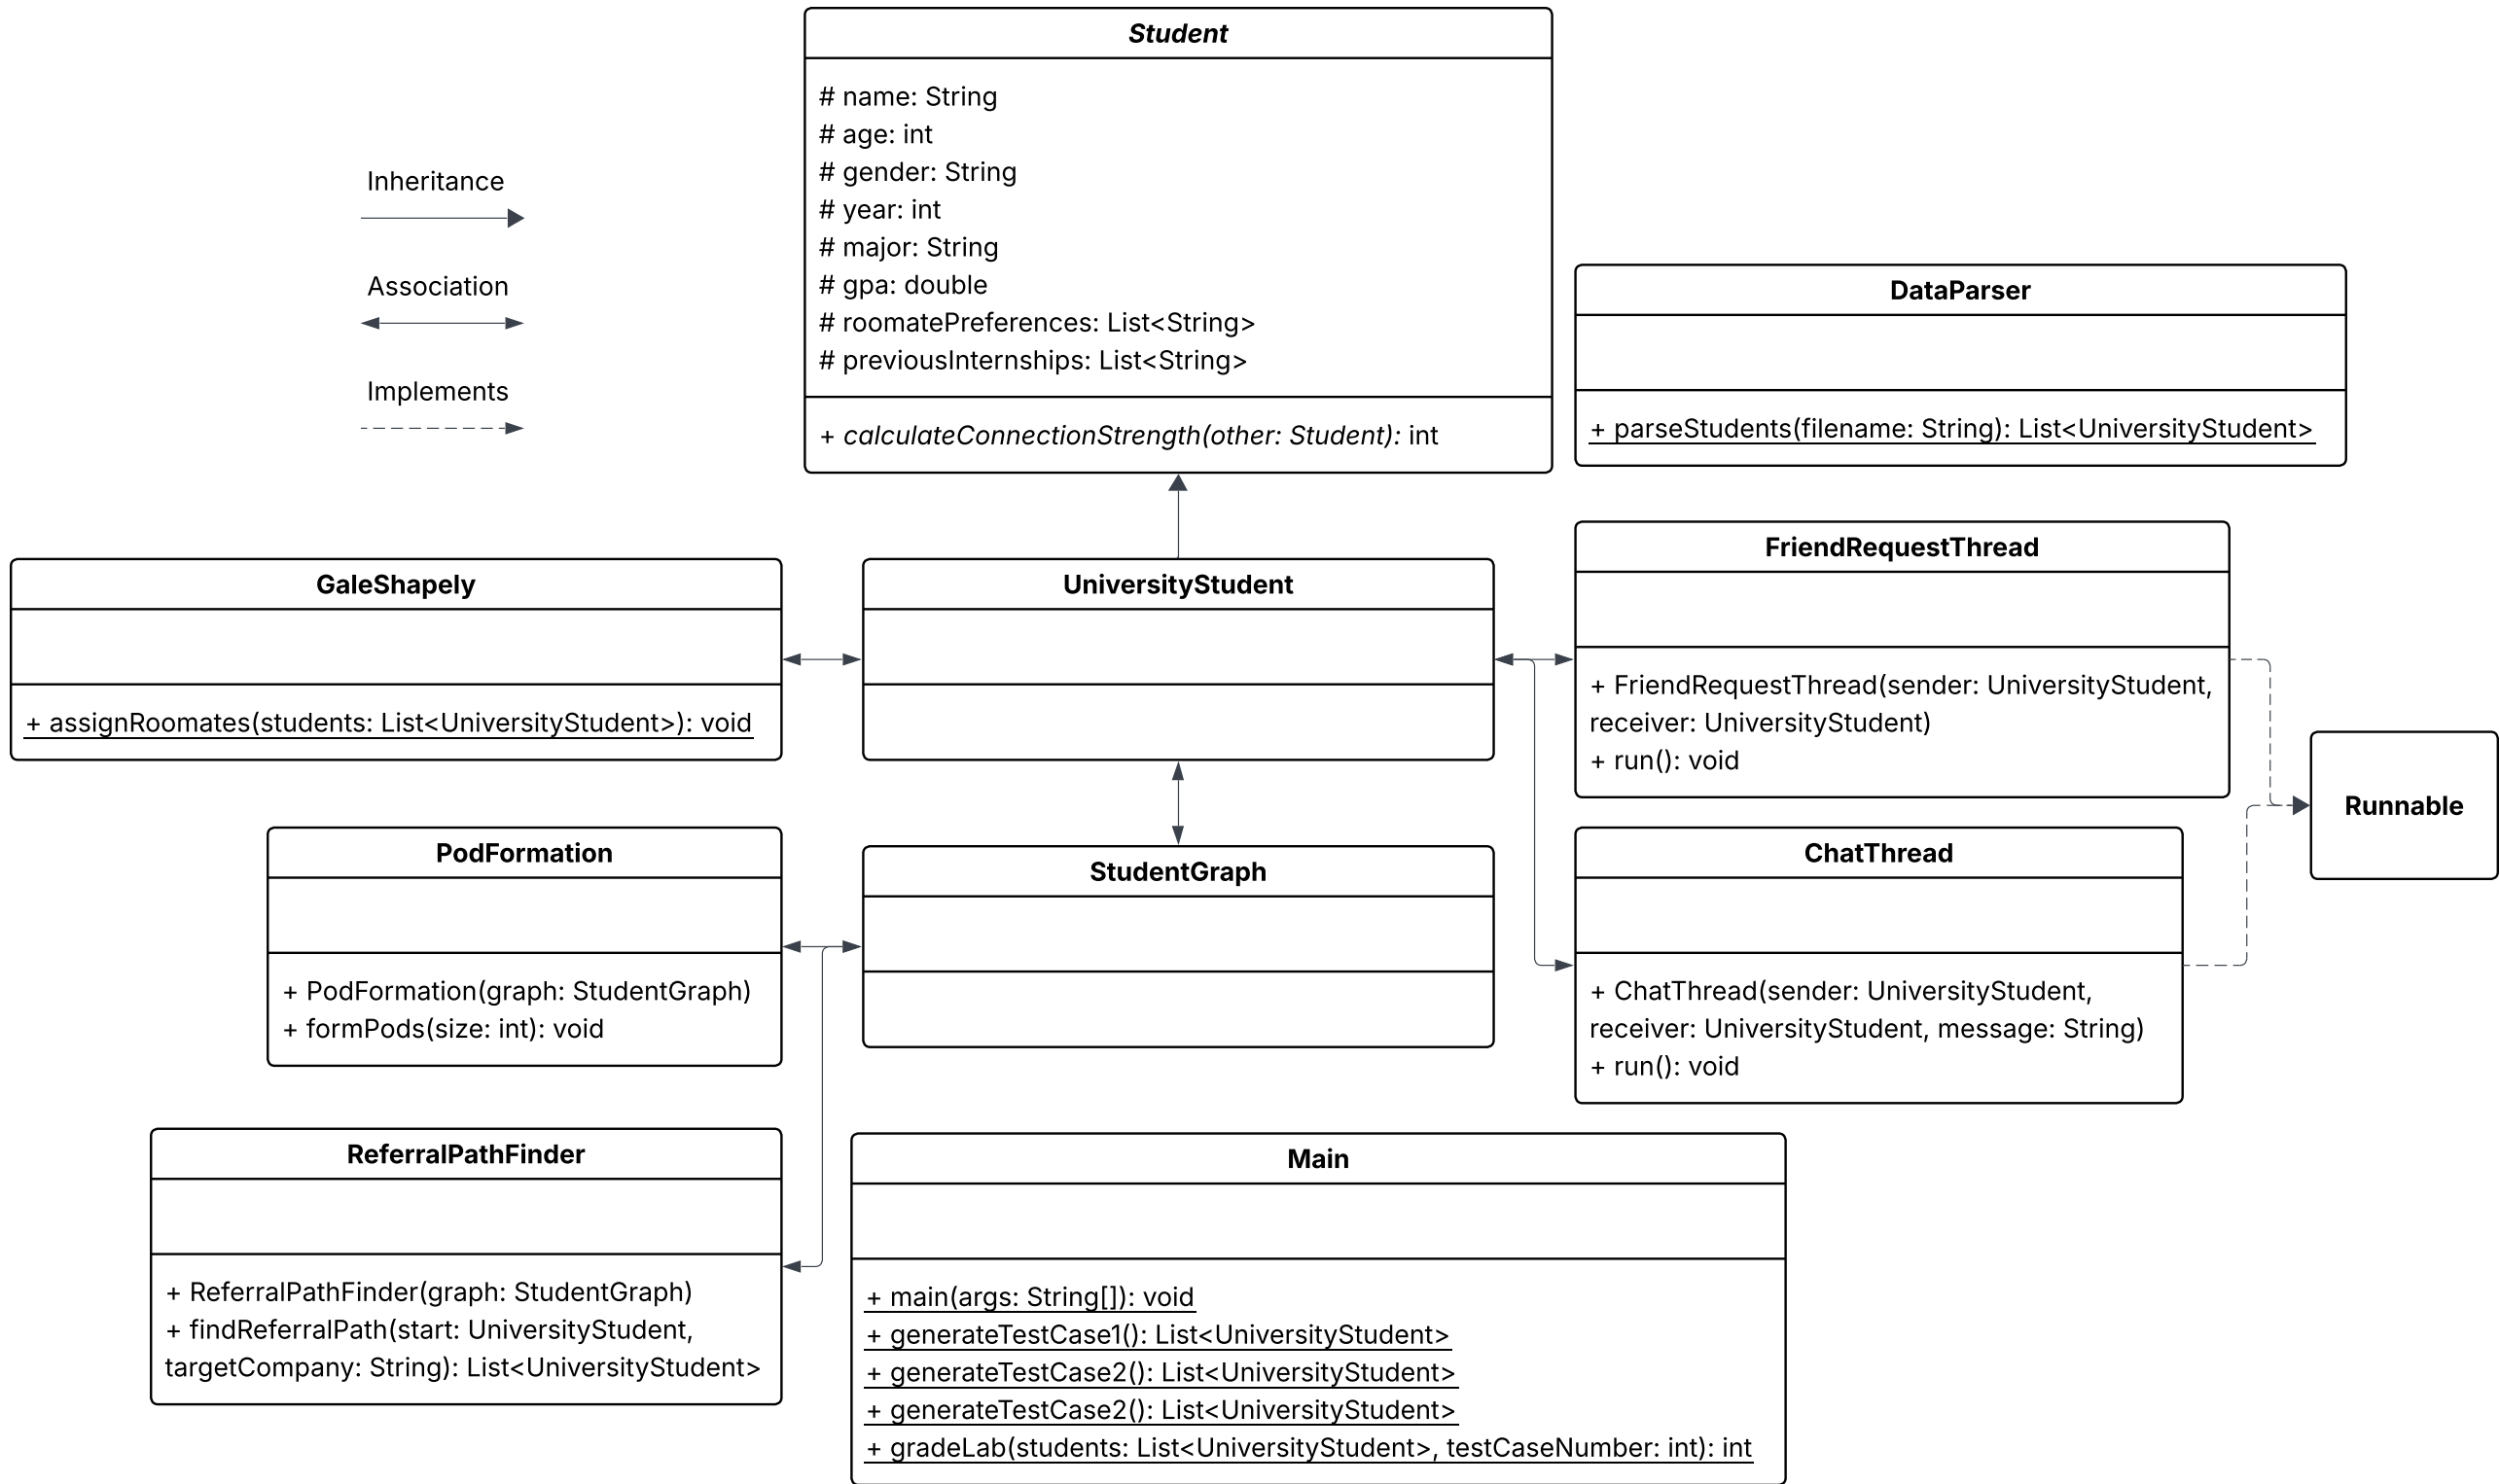 Student
# name: String
# age: int
# gender: String
# year: int
# major: String
# gpa: double
# roomatePreferences: List<String>
# previousInternships: List<String>
+ calculateConnectionStrength(other: Student): int
Inheritance
Association
Implements
DataParser
+ parseStudents(filename: String): List<UniversityStudent>
GaleShapely
+ assignRoomates(students: List<UniversityStudent>): void
UniversityStudent
FriendRequestThread
+ FriendRequestThread(sender: UniversityStudent,
receiver: UniversityStudent)
+ run(): void
Runnable
PodFormation
+ PodFormation(graph: StudentGraph)
+ formPods(size: int): void
StudentGraph
ChatThread
+ ChatThread(sender: UniversityStudent,
receiver: UniversityStudent, message: String)
+ run(): void
ReferralPathFinder
+ ReferralPathFinder(graph: StudentGraph)
+ findReferralPath(start: UniversityStudent,
targetCompany: String): List<UniversityStudent>
Main
+ main(args: String[]): void
+ generateTestCase1(): List<UniversityStudent>
+ generateTestCase2(): List<UniversityStudent>
+ generateTestCase2(): List<UniversityStudent>
+ gradeLab(students: List<UniversityStudent>, testCaseNumber: int): int